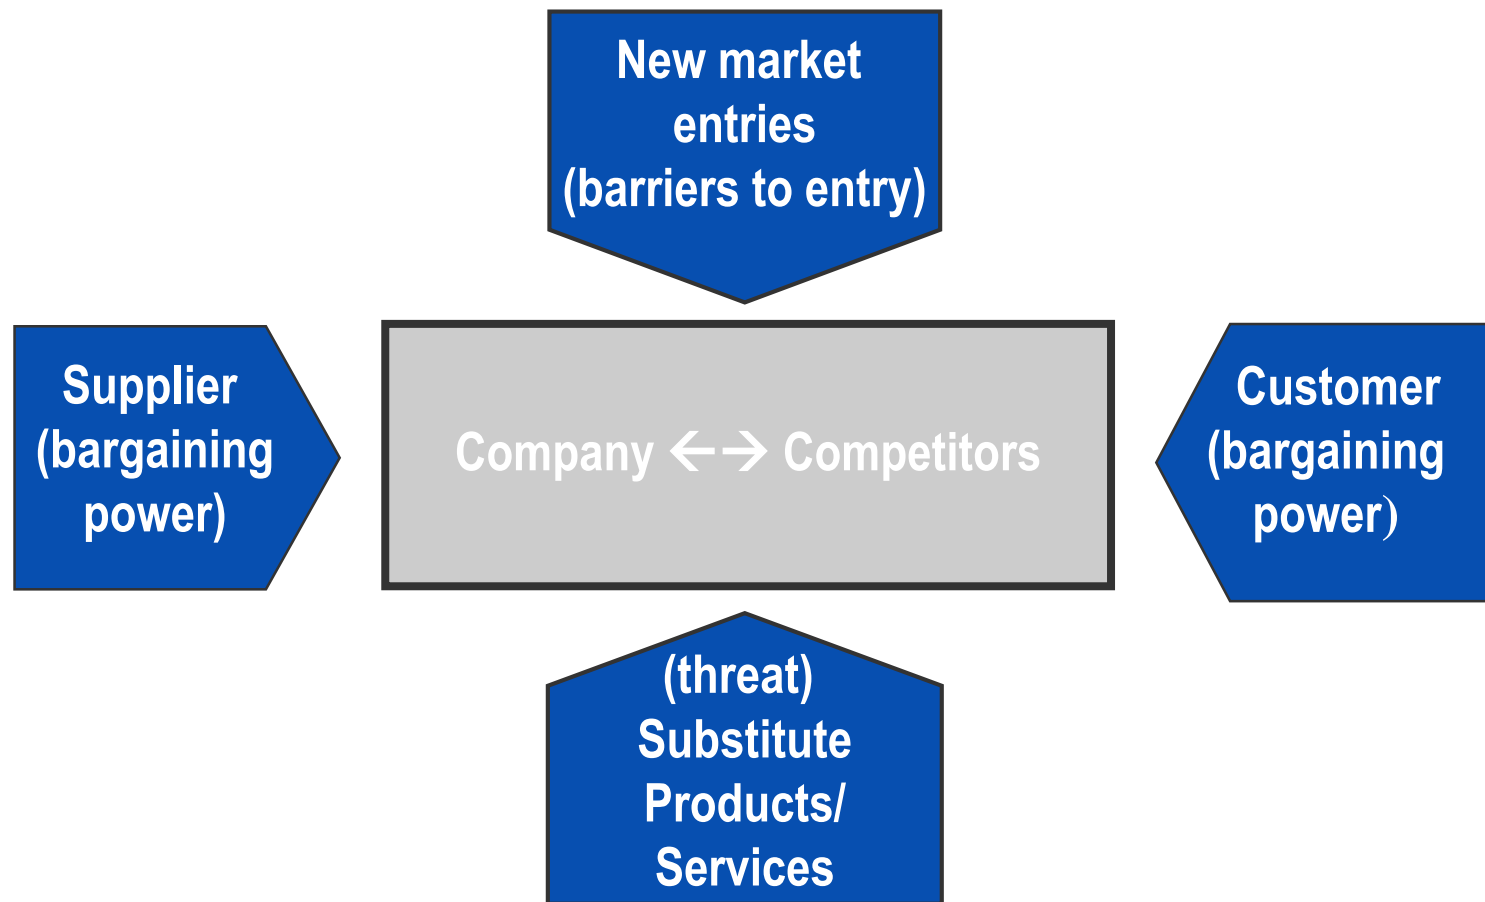 New market
entries
(barriers to entry)
Supplier
(bargaining
power)
Company ←→ Competitors
Customer
(bargaining
power)
(threat)
Substitute
Products/
Services